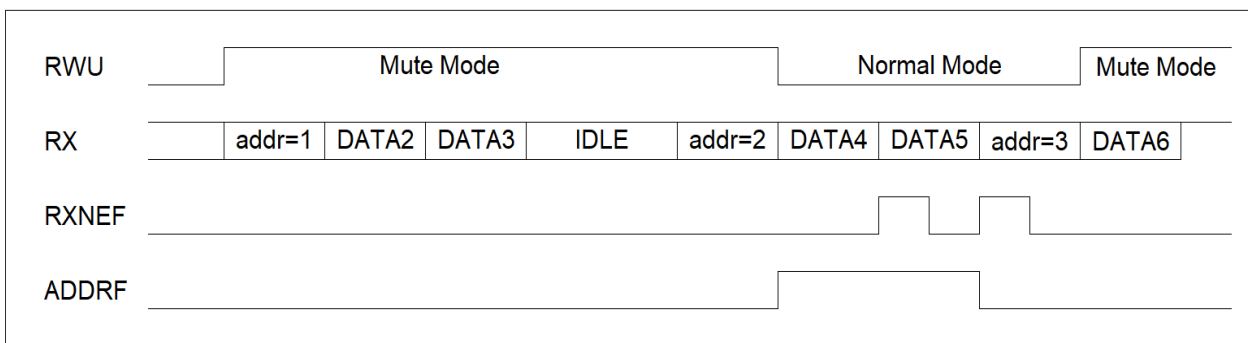 RWU Mute Mode Normal Mode Mute Mode
RX addr=1 DATA2 DATA3 IDLE addr=2 DATA4 DATA5 addr=3 DATA6
RXNEF
ADDRF